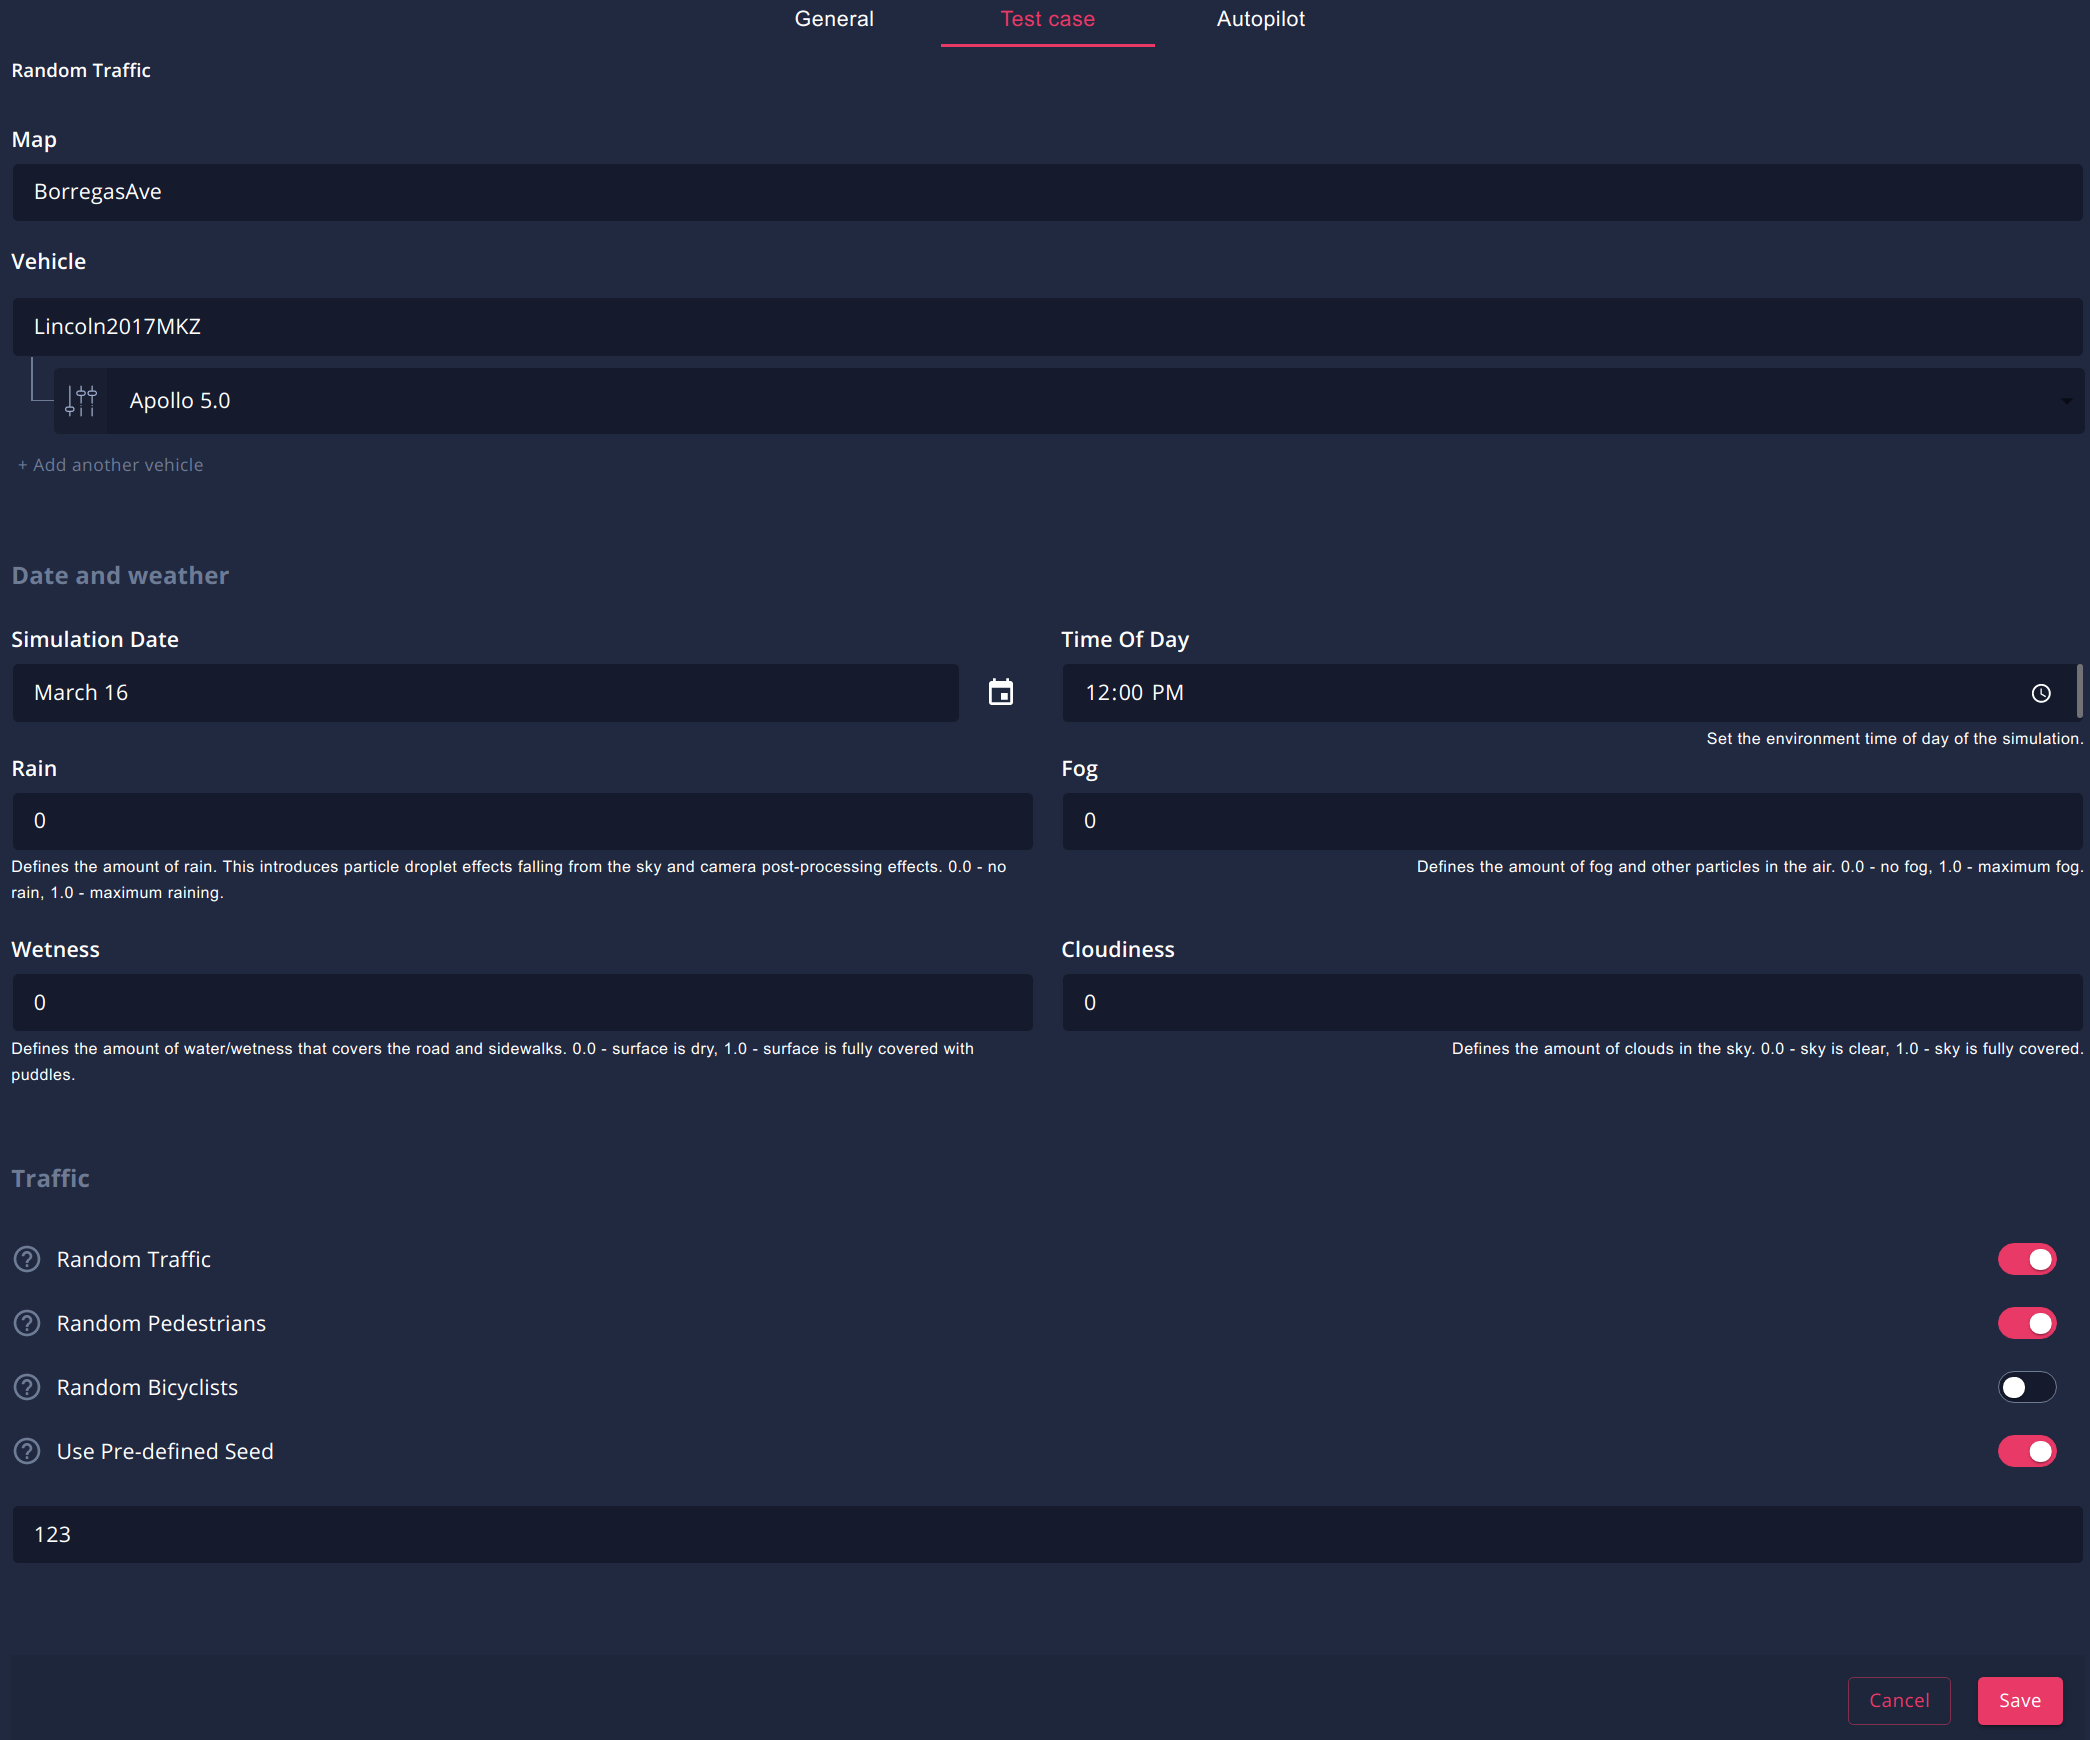 General
Test case
Autopilot
Random Traffic
Map
BorregasAve
Vehicle
Lincoln2017MKZ
Apollo 5.0
+ Add another vehicle
Date and weather
Simulation Date
Time Of Day
March 16
12:00 PM
Set the environment time of day of the simulation.
Rain
Fog
0
0
Defines the amount of rain. This introduces particle droplet effects falling from the sky and camera post-processing effects. 0.0 - no
rain, 1.0 - maximum raining.
Defines the amount of fog and other particles in the air. 0.0 - no fog, 1.0 - maximum fog.
Wetness
Cloudiness
0
0
Defines the amount of water/wetness that covers the road and sidewalks. 0.0 - surface is dry, 1.0 - surface is fully covered with
puddles.
Defines the amount of clouds in the sky. 0.0 - sky is clear, 1.0 - sky is fully covered.
Traffic
Random Traffic
Random Pedestrians
Random Bicyclists
Use Pre-defined Seed
123
Cancel
Save